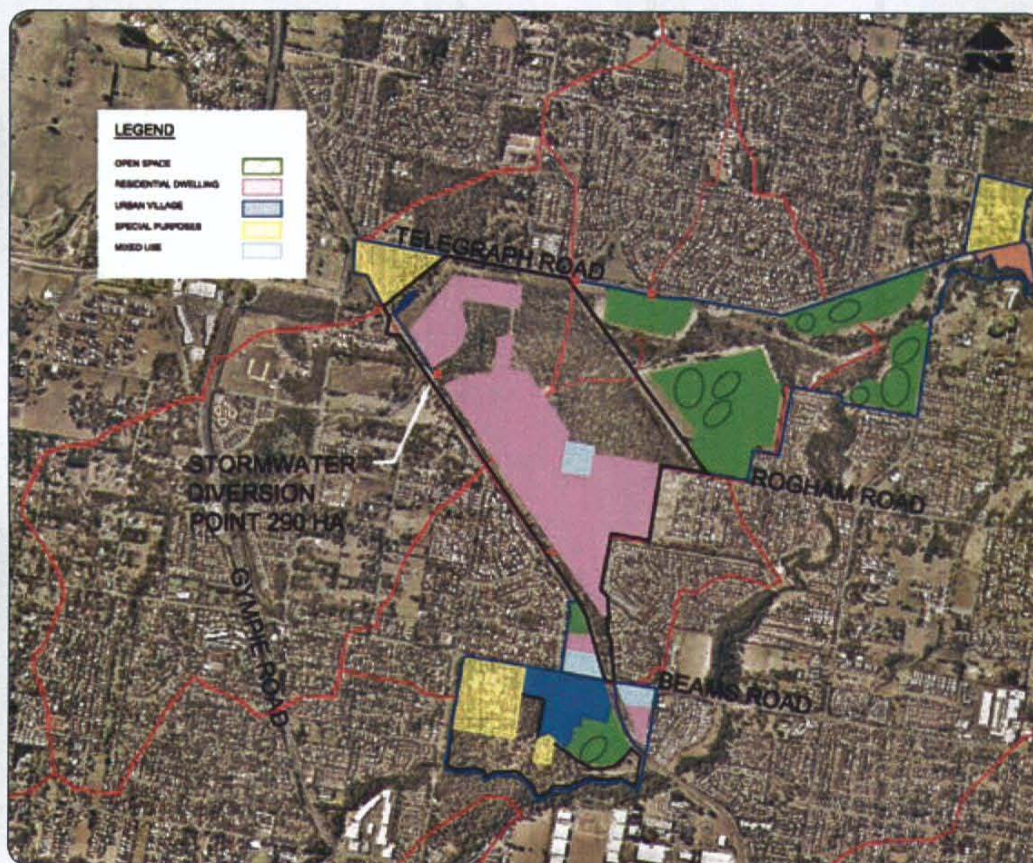 LEGEND
OPEN SPACE
RESIDENTIAL DWELLING
URBAN VILLAGE
SPECIAL PURPOSES
MIXED USE
TELEGRAPH ROAD
STORMWATER
DIVERSION
POINT 290 HA
ROGHAM ROAD
GYMPIE ROAD
BEAMS ROAD
N